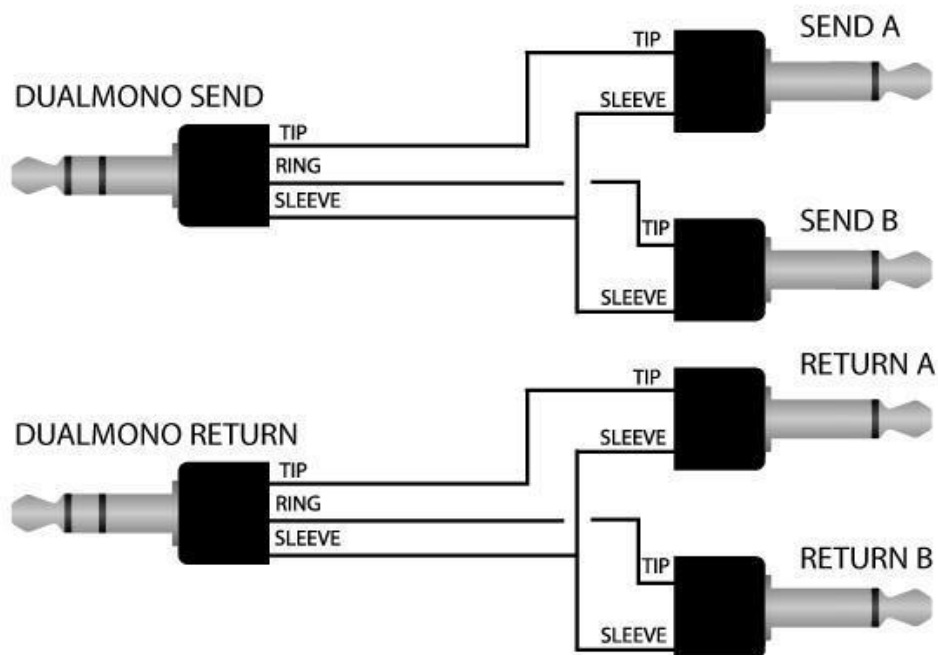 SEND A
TIP
DUALMONO SEND
SLEEVE
TIP
RING
SLEEVE
SEND B
TIP
SLEEVE
RETURN A
TIP
DUALMONO RETURN
SLEEVE
TIP
RING
SLEEVE
RETURN B
TIP
SLEEVE